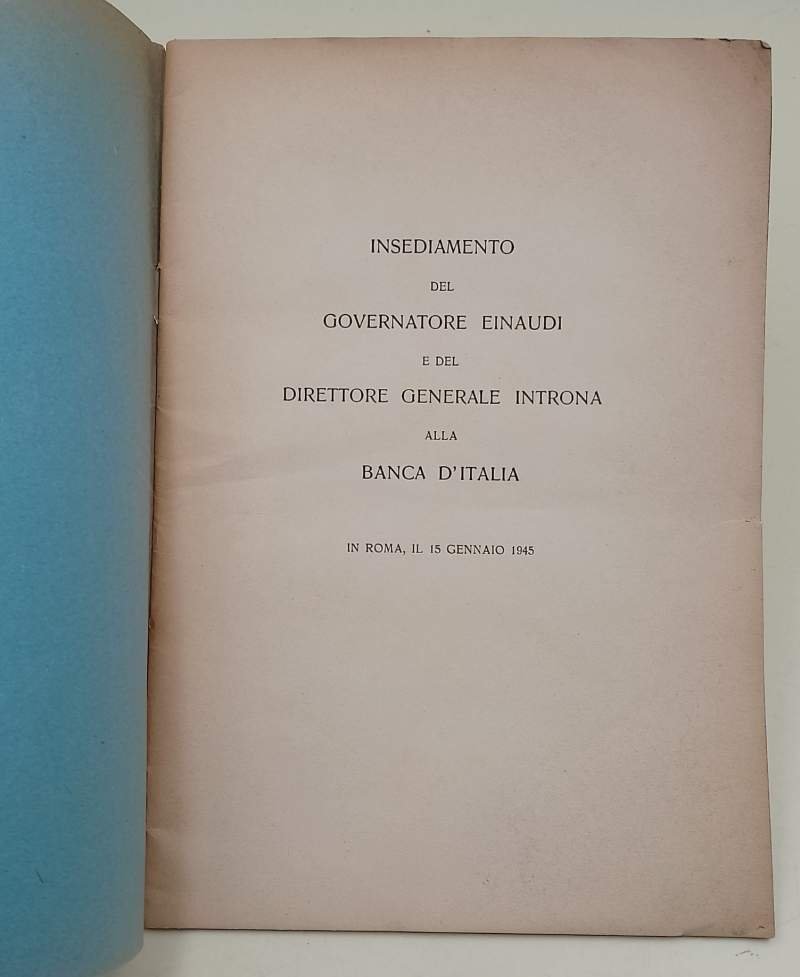 INSEDIAMENTO
DEL
GOVERNATORE EINAUDI
E DEL
DIRETTORE GENERALE INTRONA
ALLA
BANCA D'ITALIA
IN ROMA, IL 15 GENNAIO 1945